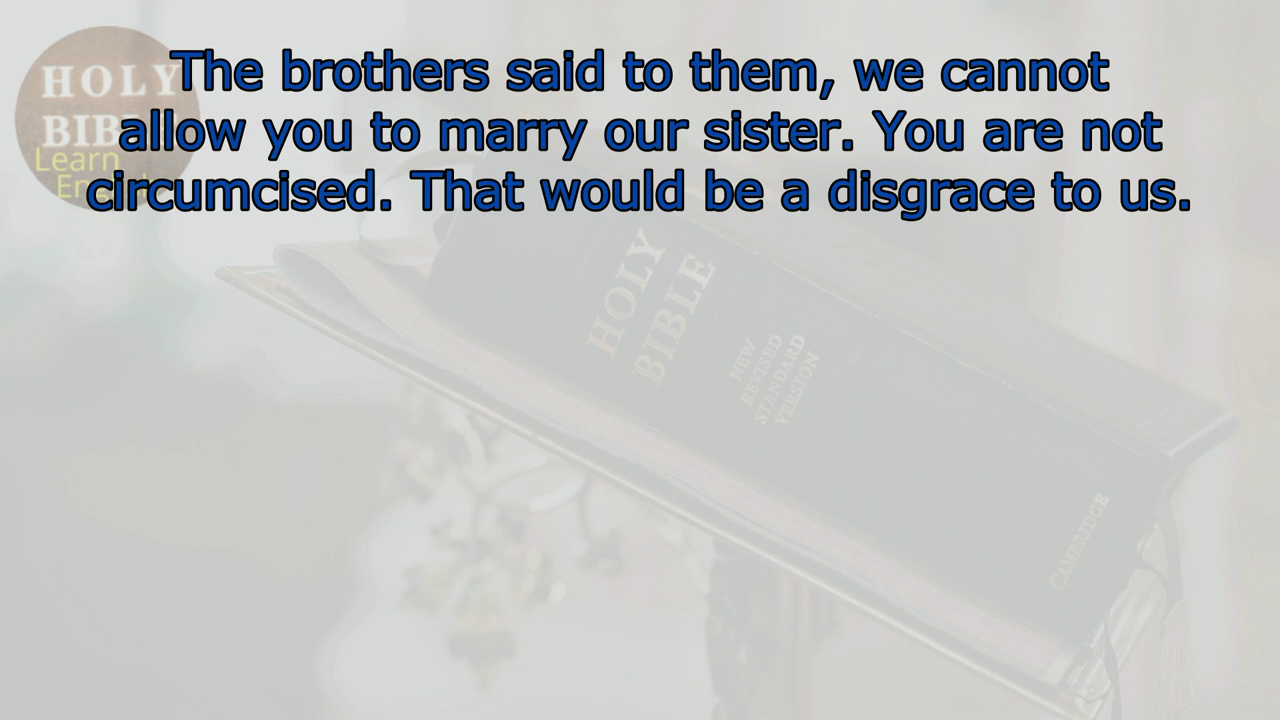 The brothers said to them, we cannot
allow you to marry our sister. You are not
circumcised. That would be a disgrace to us.
HOLY
BIBLE
Learn
HOLY
BIBLE
NEW
REVISED
STANDARD
VERSION
CAMBRIDGE